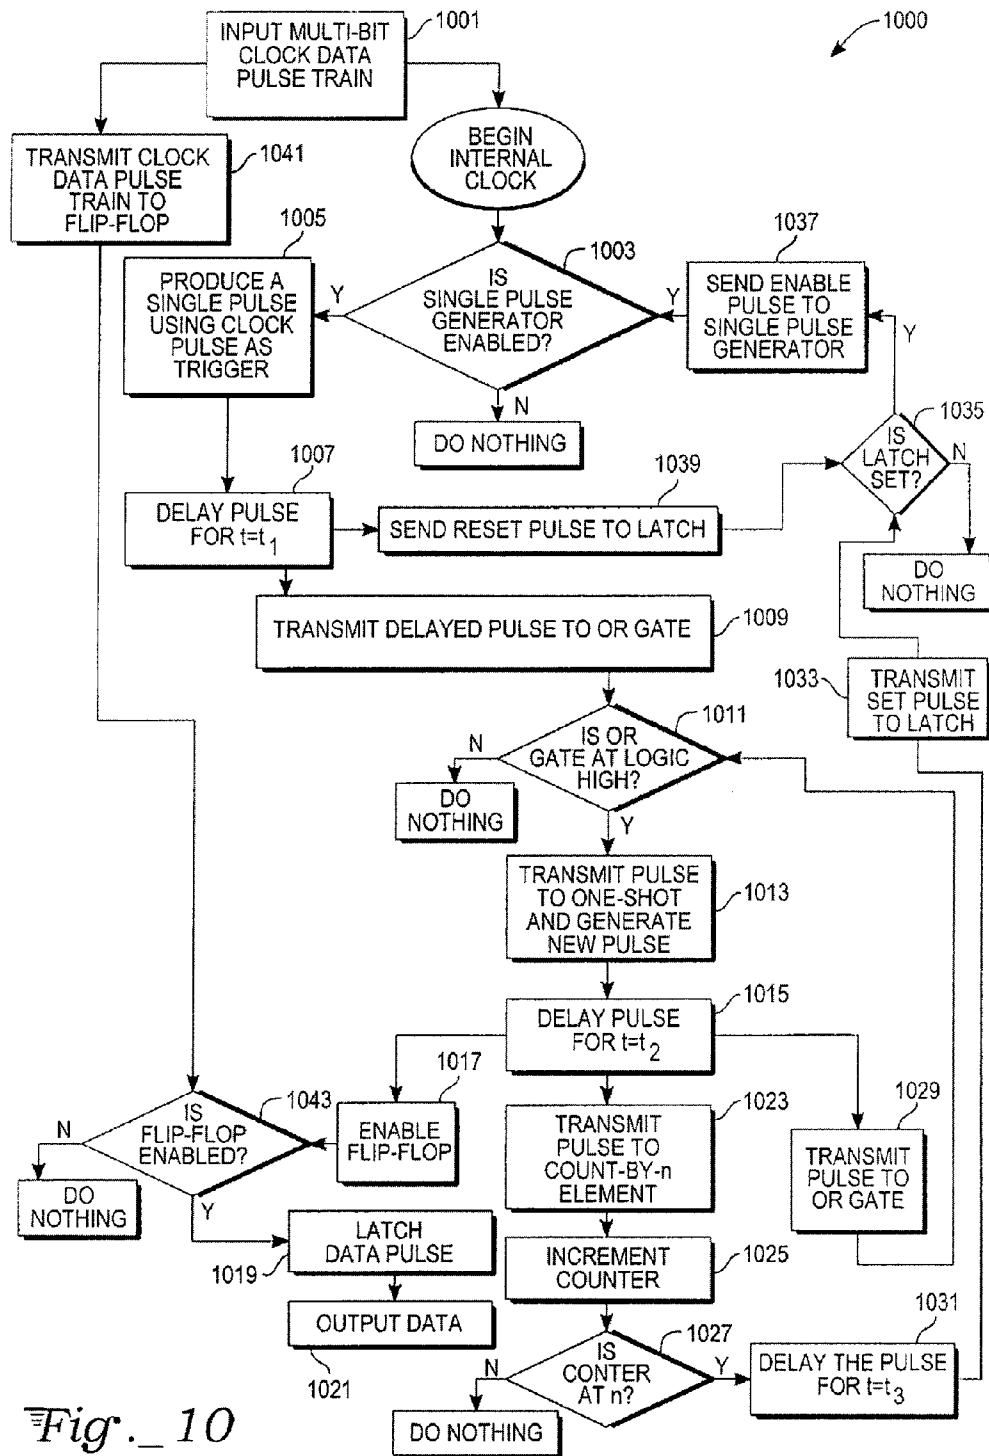 1000
1001
INPUT MULTI-BIT
CLOCK DATA
PULSE TRAIN
BEGIN
INTERNAL
CLOCK
1041
TRANSMIT CLOCK
DATA PULSE
TRAIN TO
FLIP-FLOP
1005
PRODUCE A
SINGLE PULSE
USING CLOCK
PULSE AS
TRIGGER
Y
1003
IS
SINGLE PULSE
GENERATOR
ENABLED?
Y
1037
SEND ENABLE
PULSE TO
SINGLE PULSE
GENERATOR
Y
N
DO NOTHING
1035
IS
LATCH
SET?
N
DO
NOTHING
1007
DELAY PULSE
FOR t=t1
1039
SEND RESET PULSE TO LATCH
TRANSMIT DELAYED PULSE TO OR GATE
1009
1033
TRANSMIT
SET PULSE
TO LATCH
1011
IS OR
GATE AT LOGIC
HIGH?
N
DO
NOTHING
Y
TRANSMIT PULSE
TO ONE-SHOT
AND GENERATE
NEW PULSE
1013
DELAY PULSE
FOR t=t2
1015
1017
ENABLE
FLIP-FLOP
1043
IS
FLIP-FLOP
ENABLED?
N
DO
NOTHING
Y
1023
TRANSMIT
PULSE TO
COUNT-BY-n
ELEMENT
1029
TRANSMIT
PULSE TO
OR GATE
LATCH
DATA PULSE
1019
INCREMENT
COUNTER
1025
OUTPUT DATA
1021
1027
IS
CONTER
AT n?
N
DO NOTHING
Y
1031
DELAY THE PULSE
FOR t=t3
Fig._10